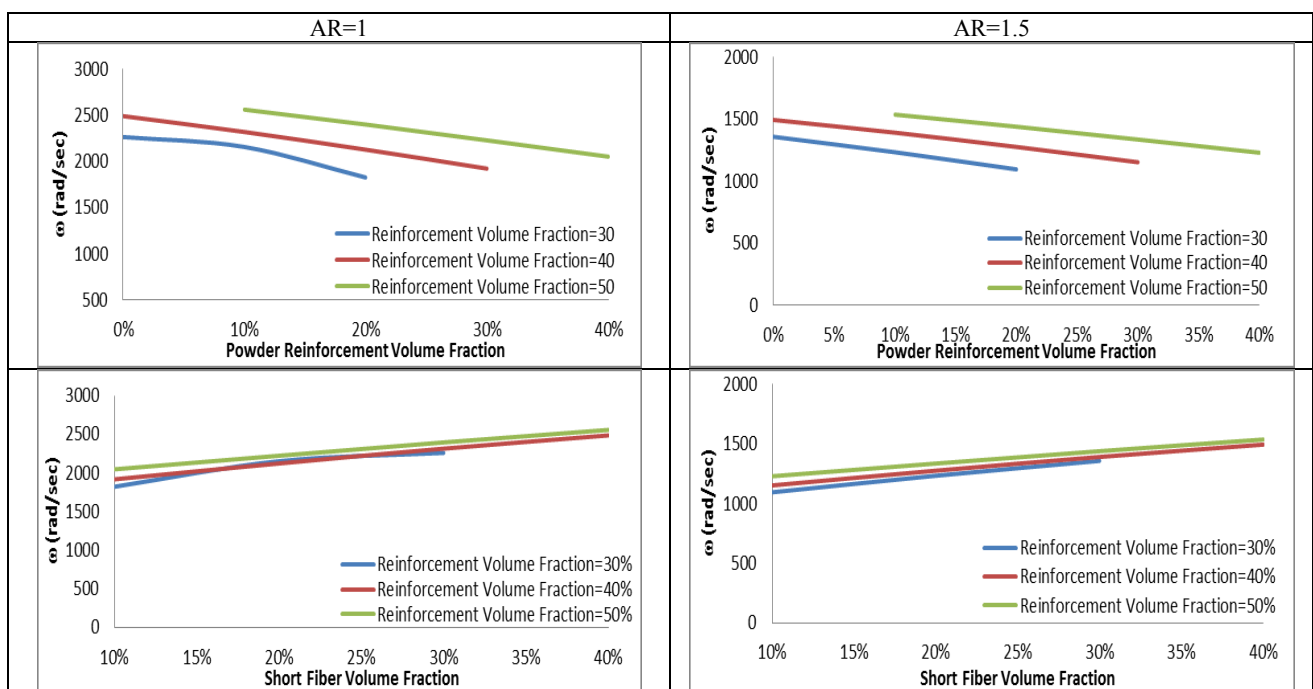 AR=1
AR=1.5
3000
2500
2000
1500
1000
500
ω (rad/sec)
Reinforcement Volume Fraction=30
Reinforcement Volume Fraction=40
Reinforcement Volume Fraction=50
0% 10% 20% 30% 40%
Powder Reinforcement Volume Fraction
2000
1500
1000
500
0
ω (rad/sec)
Reinforcement Volume Fraction=30
Reinforcement Volume Fraction=40
Reinforcement Volume Fraction=50
0% 5% 10% 15% 20% 25% 30% 35% 40%
Powder Reinforcement Volume Fraction
3000
2500
2000
1500
1000
500
0
ω (rad/sec)
Reinforcement Volume Fraction=30%
Reinforcement Volume Fraction=40%
Reinforcement Volume Fraction=50%
10% 15% 20% 25% 30% 35% 40%
Short Fiber Volume Fraction
2000
1500
1000
500
0
ω (rad/sec)
Reinforcement Volume Fraction=30%
Reinforcement Volume Fraction=40%
Reinforcement Volume Fraction=50%
10% 15% 20% 25% 30% 35% 40%
Short Fiber Volume Fraction